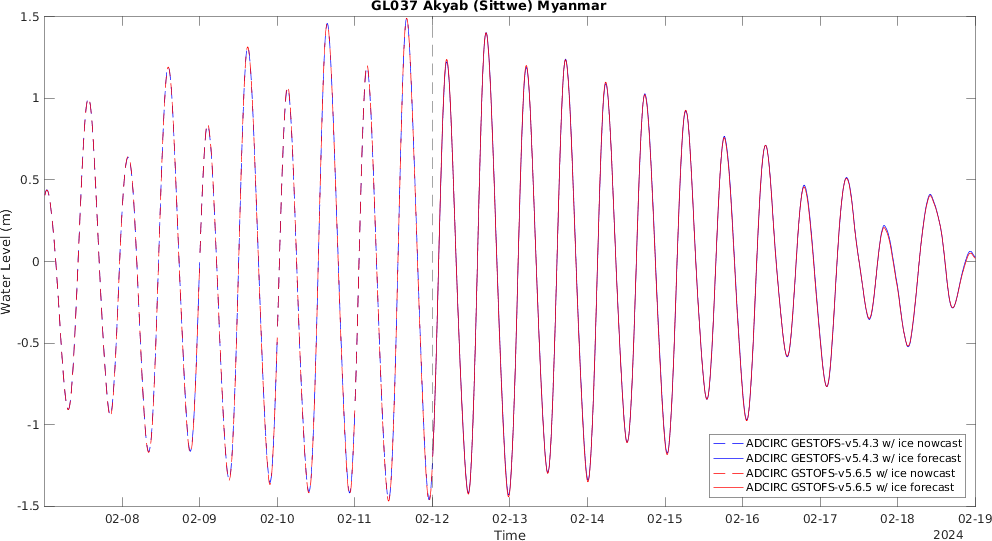 GL037 Akyab (Sittwe) Myanmar
1.5
1
0.5
0
-0.5
-1
-1.5
Water Level (m)
02-08
02-09
02-10
02-11
02-12
02-13
02-14
02-15
02-16
02-17
02-18
02-19
Time
2024
ADCIRC GESTOFS-v5.4.3 w/ ice nowcast
ADCIRC GESTOFS-v5.4.3 w/ ice forecast
ADCIRC GSTOFS-v5.6.5 w/ ice nowcast
ADCIRC GSTOFS-v5.6.5 w/ ice forecast